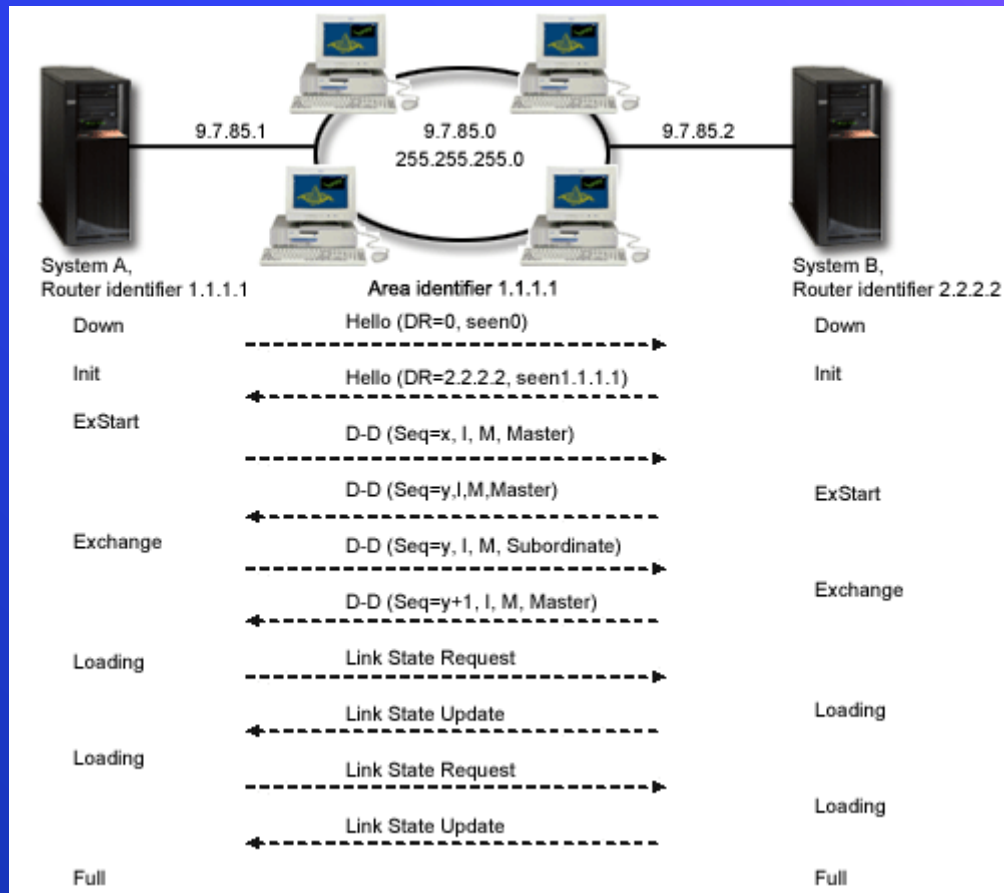 9.7.85.1
9.7.85.0
9.7.85.2
255.255.255.0
System A,
Router identifier 1.1.1.1
Area identifier 1.1.1.1
System B,
Router identifier 2.2.2.2
Down
Hello (DR=0, seen0)
Down
Init
Hello (DR=2.2.2.2, seen1.1.1.1)
Init
ExStart
D-D (Seq=x, I, M, Master)
D-D (Seq=y,I,M,Master)
ExStart
Exchange
D-D (Seq=y, I, M, Subordinate)
D-D (Seq=y+1, I, M, Master)
Exchange
Loading
Link State Request
Link State Update
Loading
Loading
Link State Request
Loading
Link State Update
Full
Full